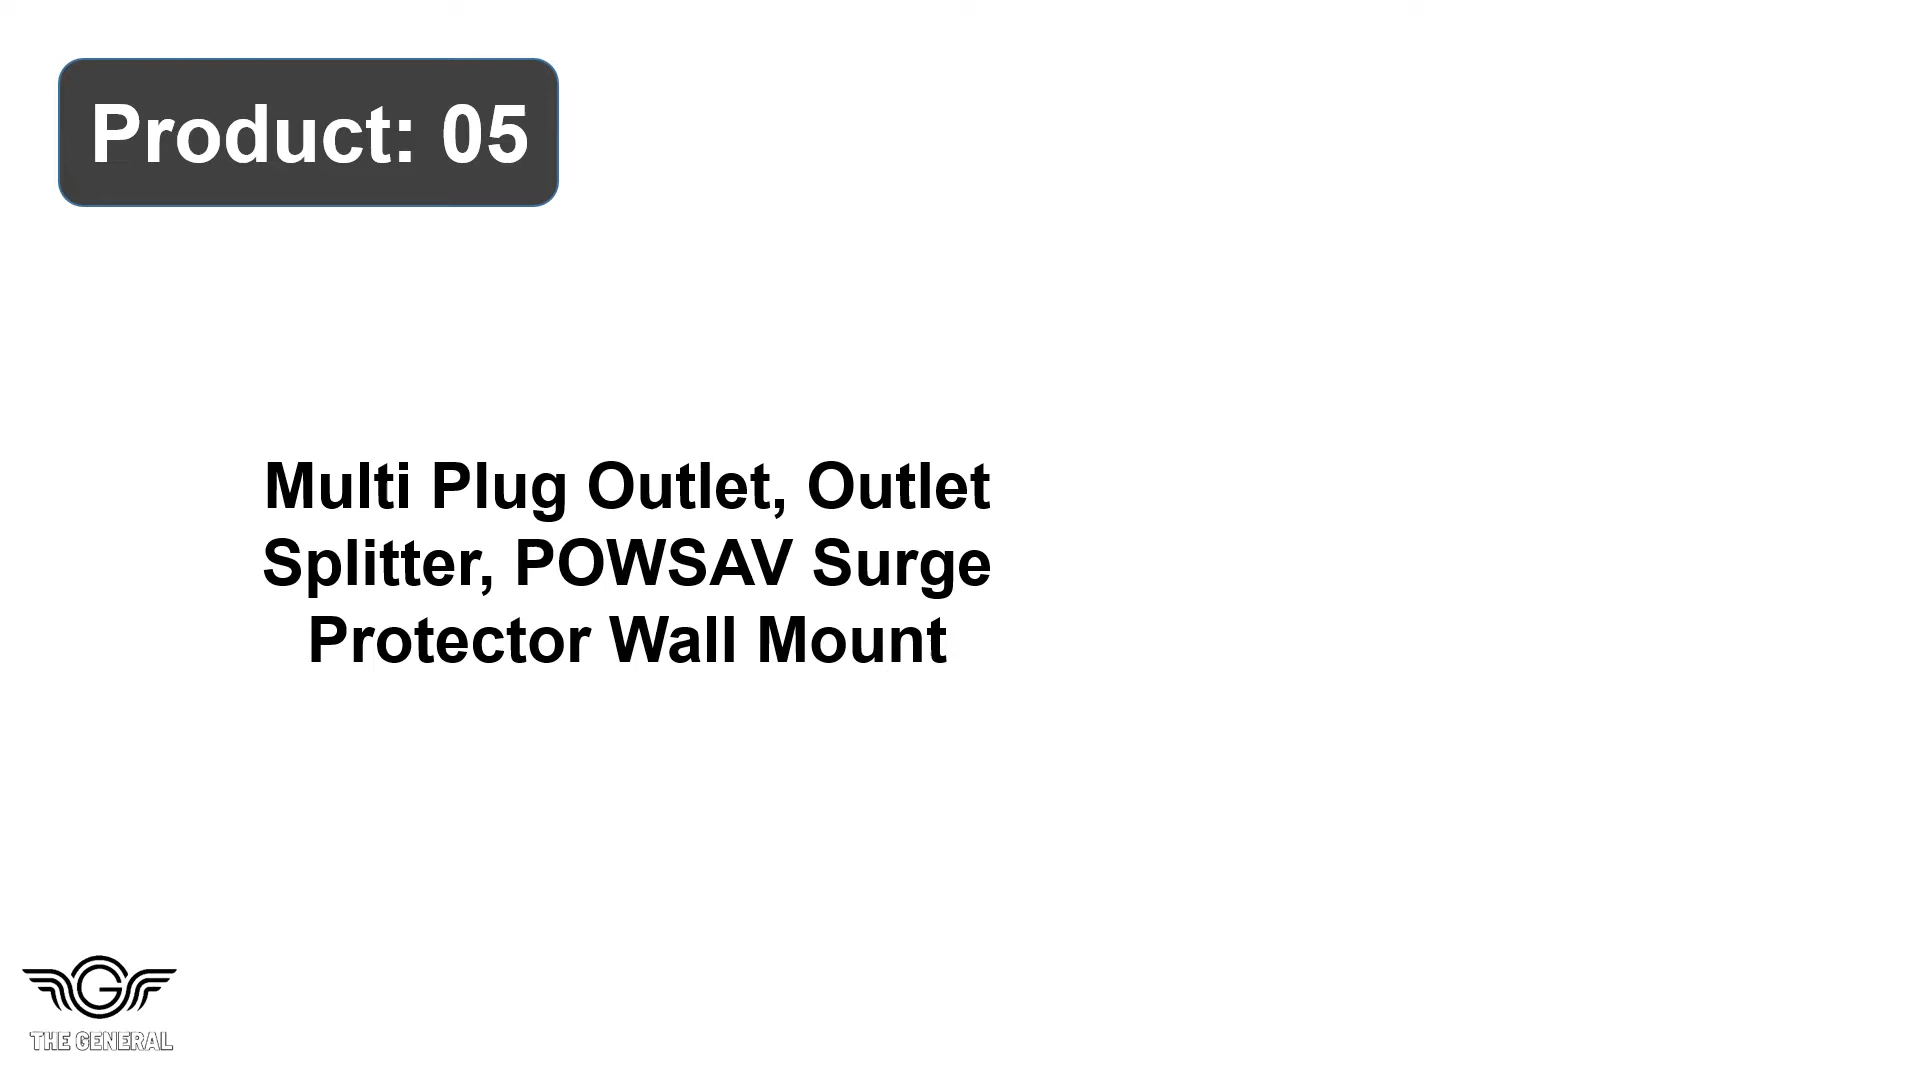 Product: 05
Multi Plug Outlet, Outlet
Splitter, POWSAV Surge
Protector Wall Mount
G
THE GENERAL